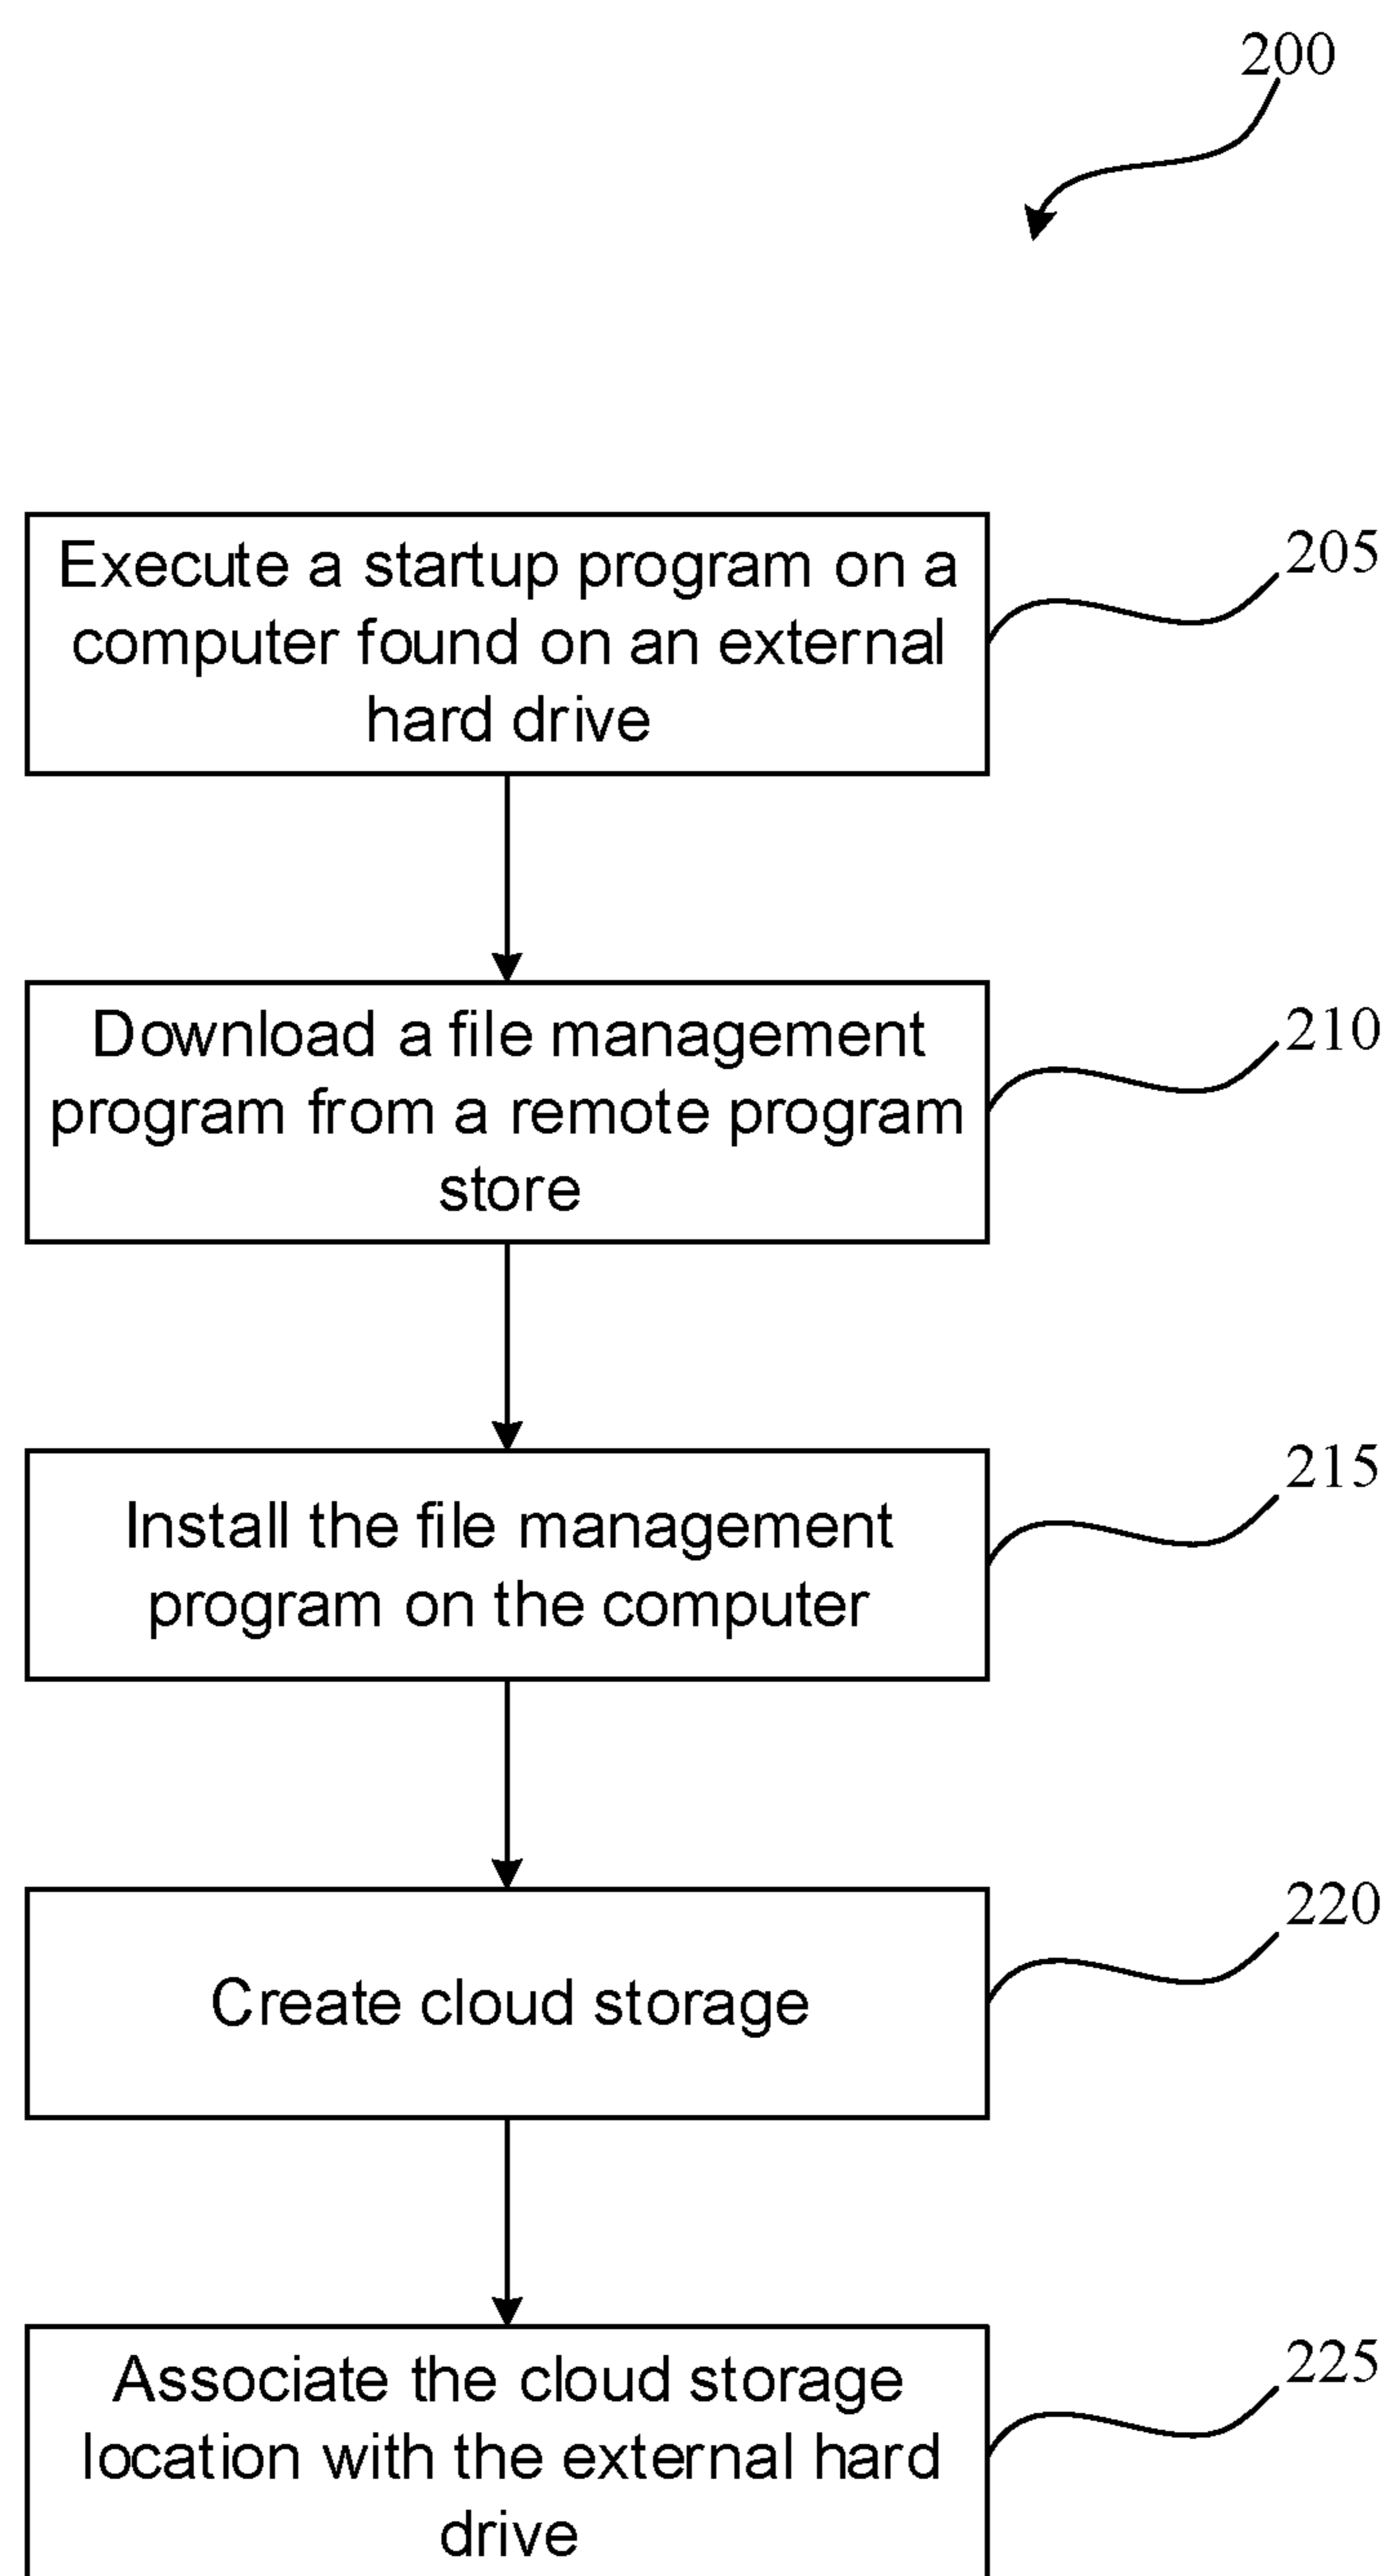 200
Execute a startup program on a
computer found on an external
hard drive
205
Download a file management
program from a remote program
store
210
Install the file management
program on the computer
215
Create cloud storage
220
Associate the cloud storage
location with the external hard
drive
225